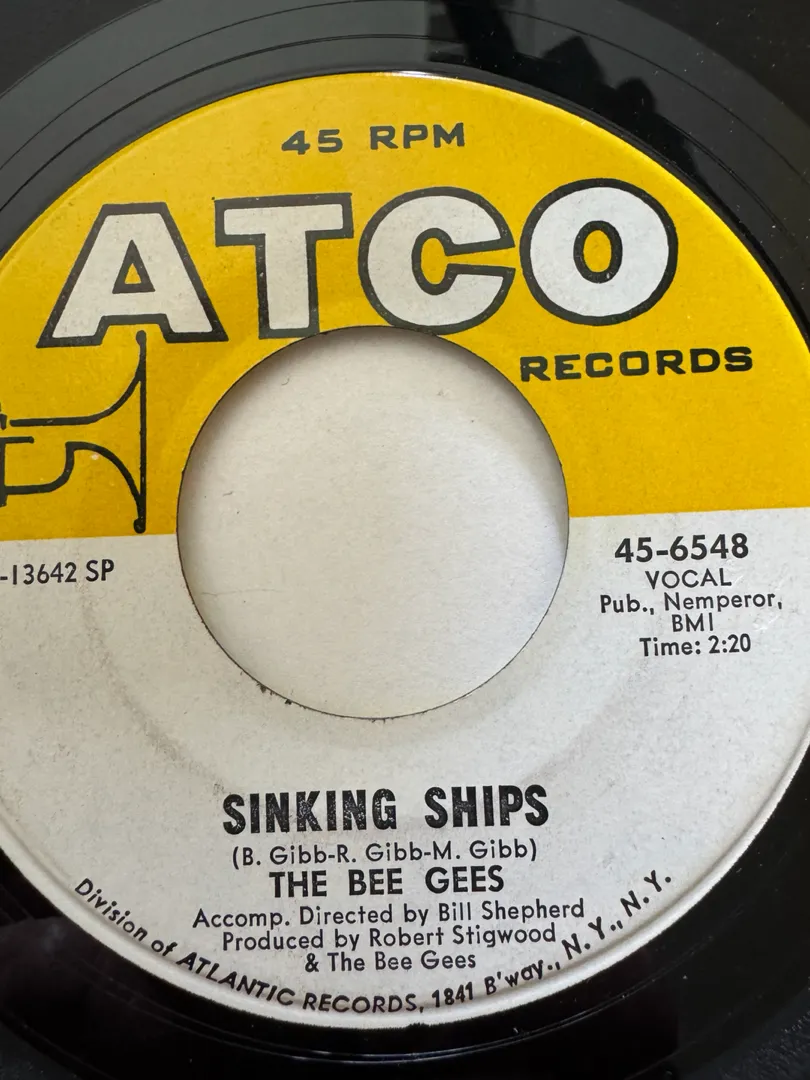 45 RPM
ATCO
RECORDS
-13642 SP
45-6548
VOCAL
Pub., Nemperor,
BMI
Time: 2:20
SINKING SHIPS
(B. Gibb-R. Gibb-M. Gibb)
THE BEE GEES
Accomp. Directed by Bill Shepherd
Produced by Robert Stigwood
& The Bee Gees
Division of ATLANTIC RECORDS, 1841 B'way., N.Y., N.Y.